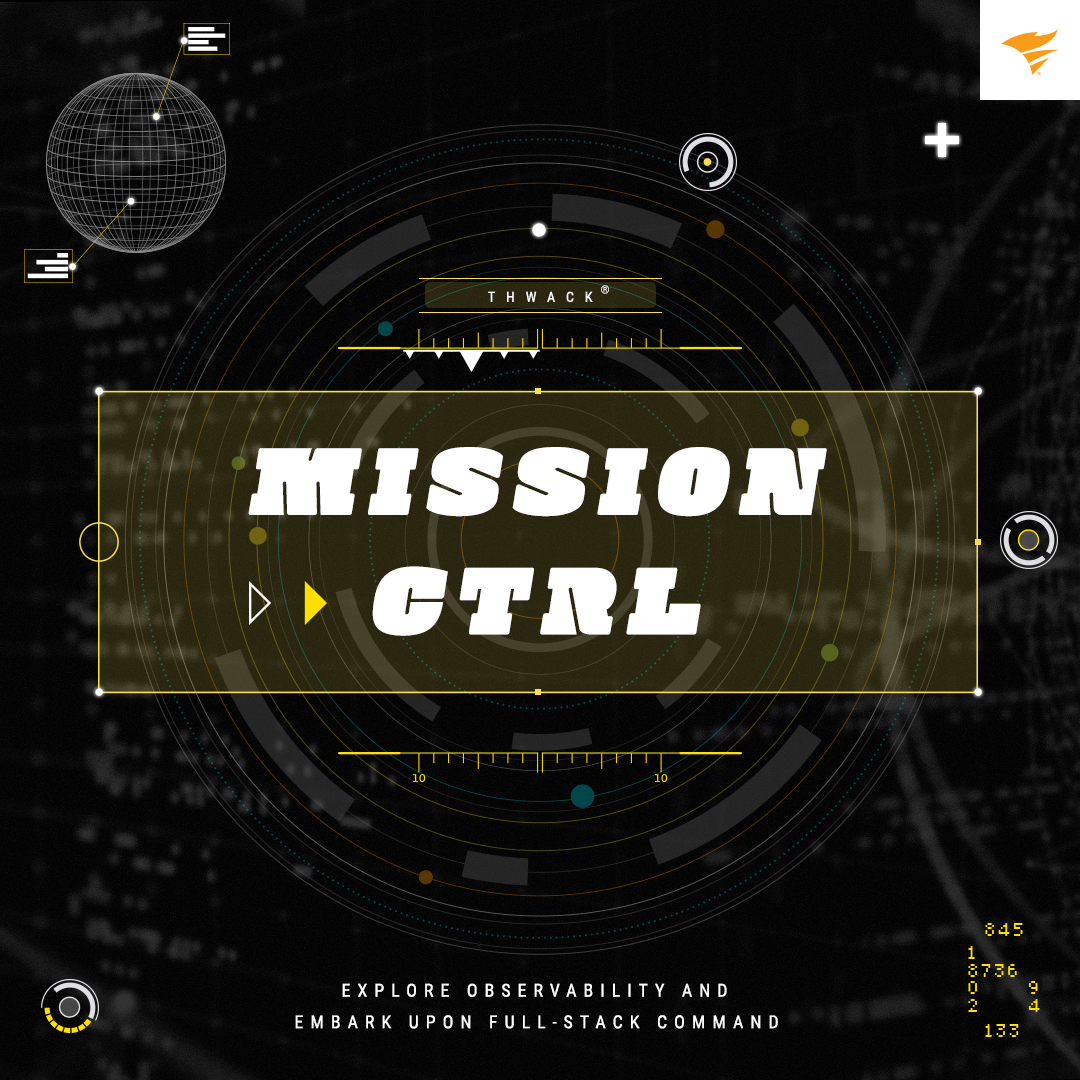 THWACK®
MISSION
CTRL
10 10
845
1
8736
0 9
2 4
133
EXPLORE OBSERVABILITY AND
EMBARK UPON FULL-STACK COMMAND